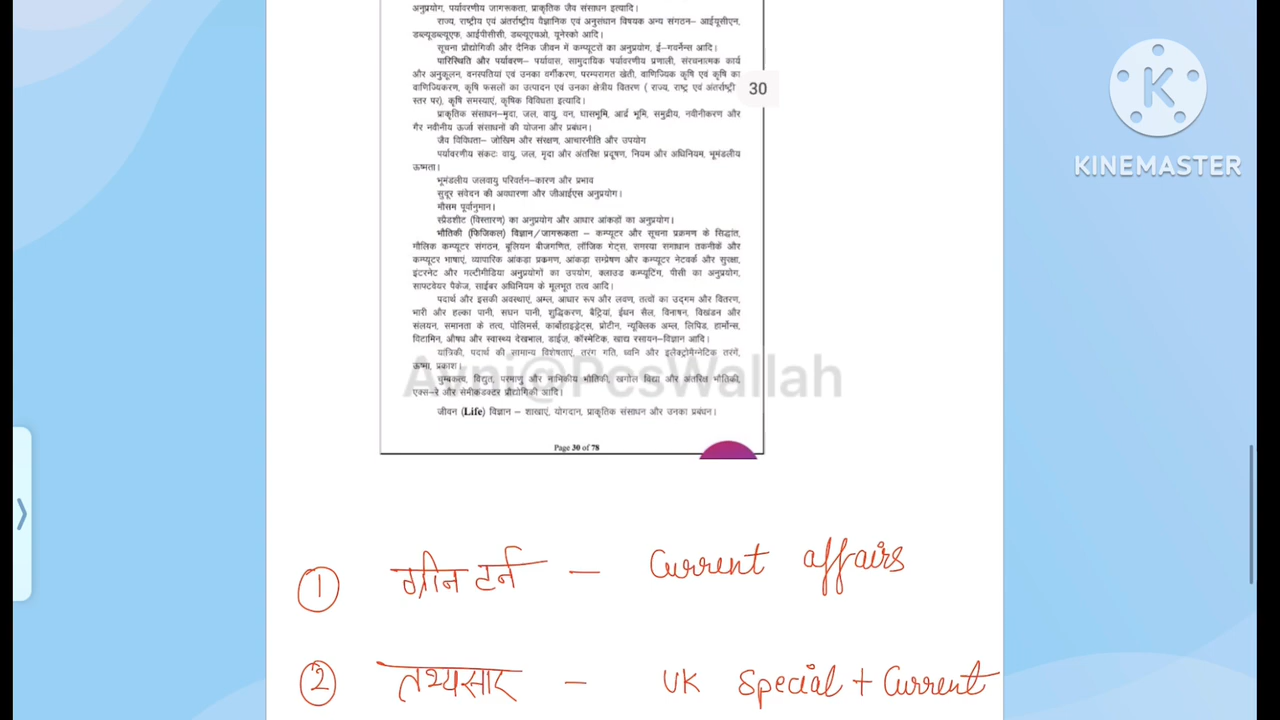 अनुप्रयोग, पर्यावरणीय जागरूकता, प्राकृतिक जैव संसाधन इत्यादि।
राज्य, राष्ट्रीय एवं अंतर्राष्ट्रीय वैज्ञानिक एवं अनुसंधान विषयक अन्य संगठन– आईयूसीएन,
डब्ल्यूडब्ल्यूएफ, आईपीसीसी, डब्ल्यूएचओ, यूनेस्को आदि।
सूचना प्रौद्योगिकी और दैनिक जीवन में कम्प्यूटरों का अनुप्रयोग, ई–गवर्नेन्स आदि।
पारिस्थिति और पर्यावरण– पर्यावास, सामुदायिक पर्यावरणीय प्रणाली, संरचनात्मक कार्य
और अनुकूलन, वनस्पतियां एवं उनका वर्गीकरण, परम्परागत खेती, वाणिज्यिक कृषि एवं कृषि का
वाणिज्यिकरण, कृषि फसलों का उत्पादन एवं उनका क्षेत्रीय वितरण ( राज्य, राष्ट्र एवं अंतर्राष्ट्री
30
स्तर पर), कृषि समस्याएं, कृषिक विविधता इत्यादि।
प्राकृतिक संसाधन–मृदा, जल, वायु, वन, घासभूमि, आर्द्र भूमि, समुद्रीय, नवीनीकरण और
गैर नवीनीय ऊर्जा संसाधनों की योजना और प्रबंधन।
जैव विविधता– जोखिम और संरक्षण, आचारनीति और उपयोग
पर्यावरणीय संकटः वायु, जल, मृदा और अंतरिक्ष प्रदूषण, नियम और अधिनियम, भूमंडलीय
ऊष्मता।
भूमंडलीय जलवायु परिवर्तन–कारण और प्रभाव
सुदूर संवेदन की अवधारणा और जीआईएस अनुप्रयोग।
मौसम पूर्वानुमान।
स्प्रैडशीट (विस्तारण) का अनुप्रयोग और आधार आंकड़ों का अनुप्रयोग।
भौतिकी (फिजिकल) विज्ञान/जागरूकता – कम्प्यूटर और सूचना प्रक्रमण के सिद्धांत,
मौलिक कम्प्यूटर संगठन, बूलियन बीजगणित, लॉजिक गेट्स, समस्या समाधान तकनीकें और
कम्प्यूटर भाषाएं, व्यापारिक आंकड़ा प्रक्रमण, आंकड़ा सम्प्रेषण और कम्प्यूटर नेटवर्क और सुरक्षा,
इंटरनेट और मल्टीमीडिया अनुप्रयोगों का उपयोग, क्लाउड कम्प्यूटिंग, पीसी का अनुप्रयोग,
साफ्टवेयर पैकेज, साईबर अधिनियम के मूलभूत तत्व आदि।
पदार्थ और इसकी अवस्थाएं, अम्ल, आधार रूप और लवण, तत्वों का उद्गम और वितरण,
भारी और हल्का पानी, सघन पानी, शुद्धिकरण, बैट्रियां, ईंधन सैल, विनाषन, विखंडन और
संलयन, समानता के तत्व, पोलिमर्स, कार्बोहाइड्रेट्स, प्रोटीन, न्यूक्लिक अम्ल, लिपिड, हार्मोन्स,
विटामिन, औषध और स्वास्थ्य देखभाल, डाईज, कॉस्मेटिक, खाद्य रसायन–विज्ञान आदि।
यांत्रिकी, पदार्थ की सामान्य विशेषताएं, तरंग गति, ध्वनि और इलेक्ट्रोमैग्नेटिक तरंगें,
ऊष्मा, प्रकाश।
चुम्बकत्व, विद्युत, परमाणु और नाभिकीय भौतिकी, खगोल विद्या और अंतरिक्ष भौतिकी,
एक्स–रे और सेमीकंडक्टर प्रौद्योगिकी आदि।
जीवन (Life) विज्ञान – शाखाएं, योगदान, प्राकृतिक संसाधन और उनका प्रबंधन।
Page 30 of 78
KINEMASTER
@PcsWallah
① ग्रीन टर्न – Current affairs
② तथ्यसार – UK Special + Current